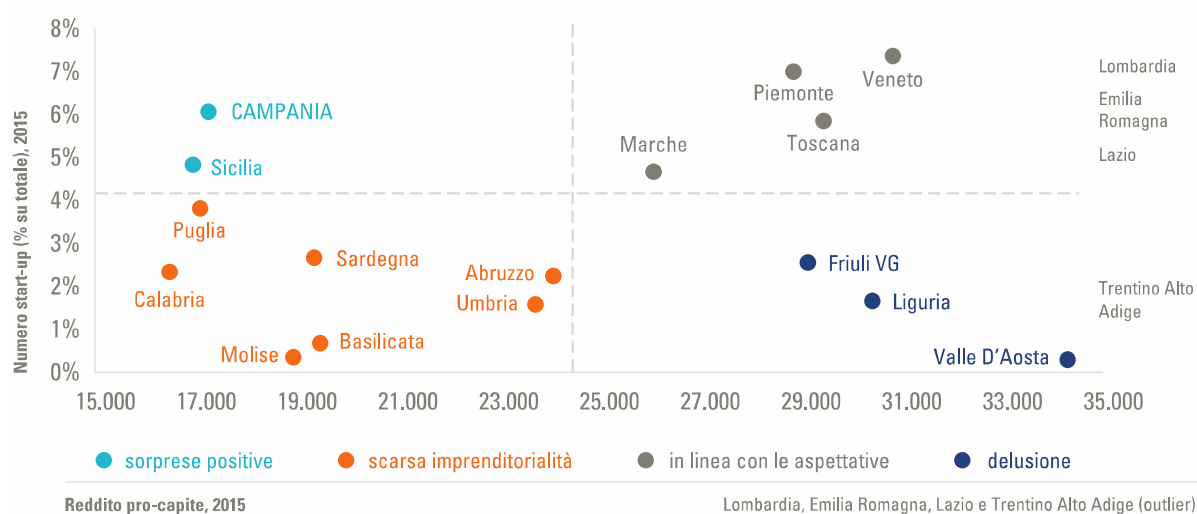 Numero start-up (% su totale), 2015
8%
7%
6%
5%
4%
3%
2%
1%
0%
CAMPANIA
Sicilia
Puglia
Calabria
Sardegna
Abruzzo
Umbria
Molise
Basilicata
Marche
Piemonte
Toscana
Veneto
Friuli VG
Liguria
Valle D'Aosta
Lombardia
Emilia
Romagna
Lazio
Trentino Alto
Adige
15.000 17.000 19.000 21.000 23.000 25.000 27.000 29.000 31.000 33.000 35.000
sorprese positive scarsa imprenditorialità in linea con le aspettative delusione
Reddito pro-capite, 2015
Lombardia, Emilia Romagna, Lazio e Trentino Alto Adige (outlier)